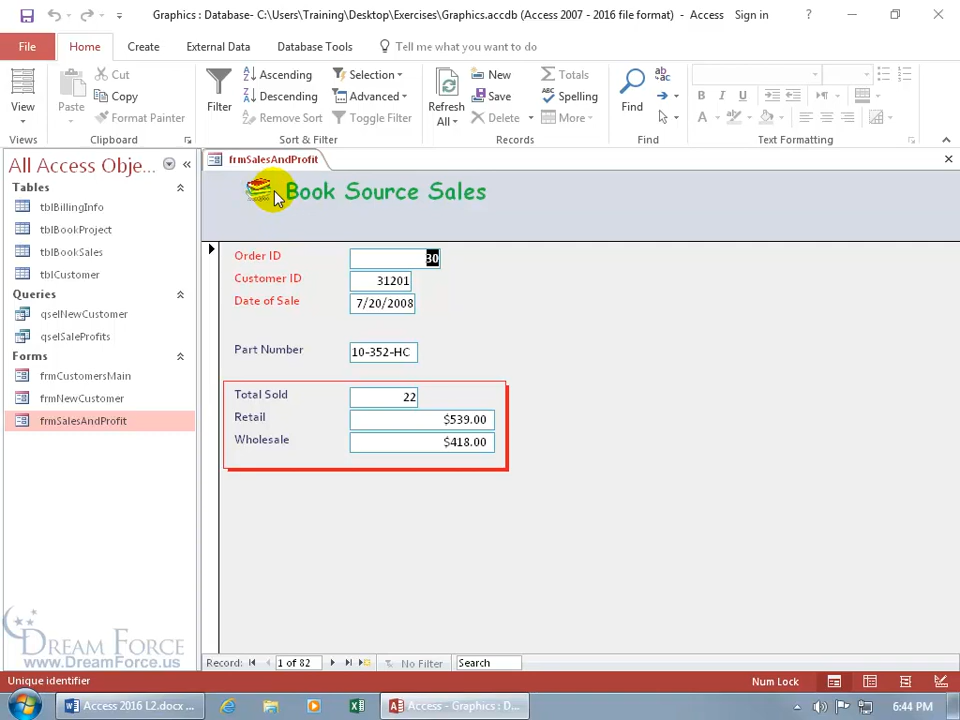 Graphics : Database- C:\Users\Training\Desktop\Exercises\Graphics.accdb (Access 2007 - 2016 file format) - Access
Sign in
?
File
Home
Create
External Data
Database Tools
Tell me what you want to do
View
Views
Paste
Cut
Copy
Format Painter
Clipboard
Filter
Ascending
Descending
Remove Sort
Selection
Advanced
Toggle Filter
Sort & Filter
Refresh
All
New
Save
Delete
Totals
Spelling
More
Records
Find
Find
B I U
A
Text Formatting
All Access Obje...
Tables
tblBillingInfo
tblBookProject
tblBookSales
tblCustomer
Queries
qselNewCustomer
qselSaleProfits
Forms
frmCustomersMain
frmNewCustomer
frmSalesAndProfit
frmSalesAndProfit
Book Source Sales
Order ID 30
Customer ID 31201
Date of Sale 7/20/2008
Part Number 10-352-HC
Total Sold 22
Retail $539.00
Wholesale $418.00
DREAM FORCE
www.DreamForce.us
Record: 1 of 82 No Filter Search
Unique identifier
Num Lock
Access 2016 L2.docx ...
Access - Graphics : D...
6:44 PM